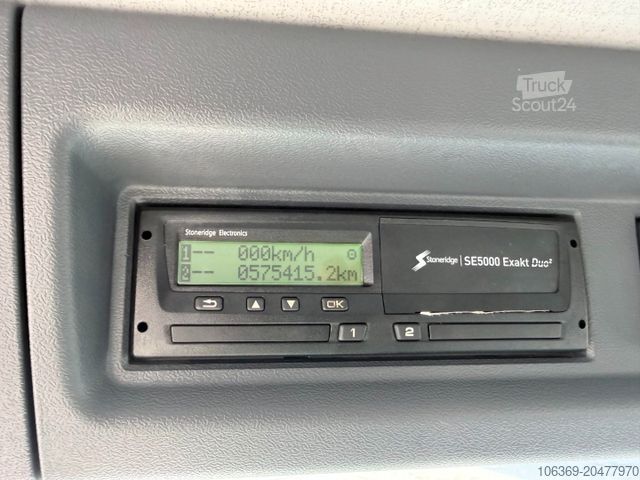 Truck
Scout24
Stoneridge Electronics
1-- 000km/h
2-- 0575415.2km
Stoneridge | SE5000 Exakt Duo²
OK
1 2
106369-20477970